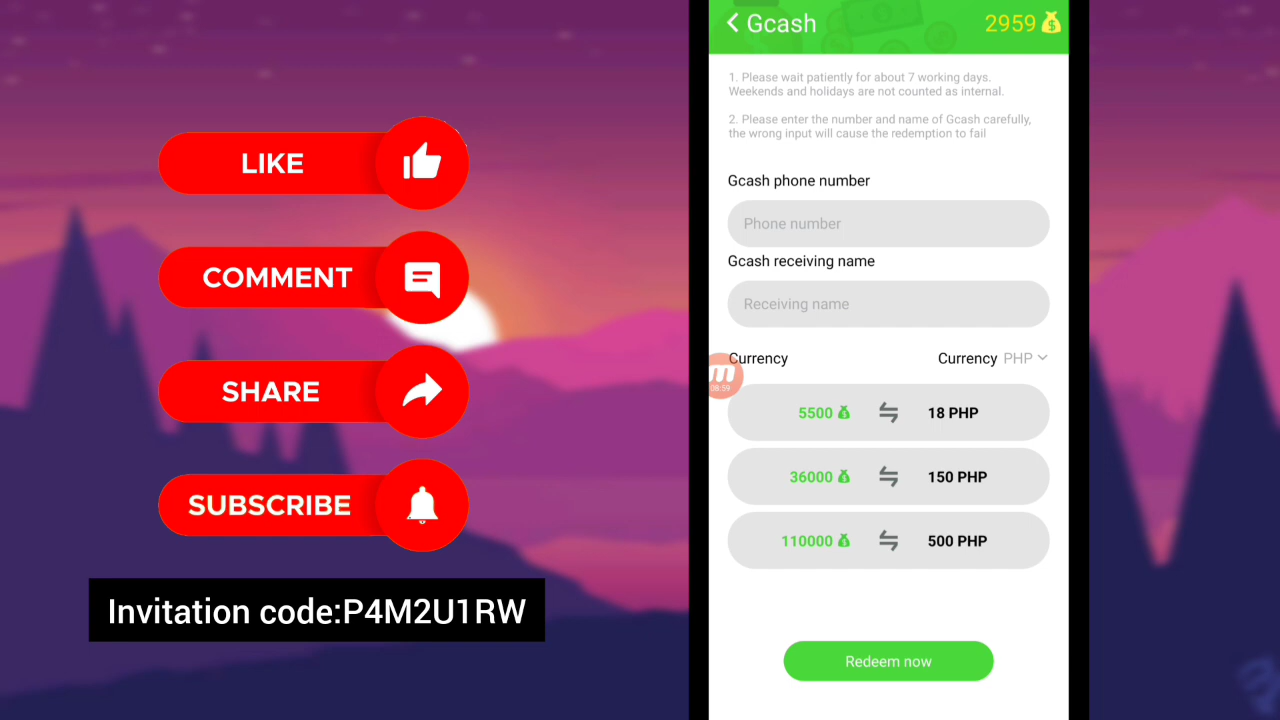 LIKE
COMMENT
SHARE
SUBSCRIBE
Invitation code:P4M2U1RW
Gcash 2959
1. Please wait patiently for about 7 working days.
Weekends and holidays are not counted as internal.
2. Please enter the number and name of Gcash carefully,
the wrong input will cause the redemption to fail
Gcash phone number
Phone number
Gcash receiving name
Receiving name
Currency Currency PHP
m
08:59
5500 18 PHP
36000 150 PHP
110000 500 PHP
Redeem now